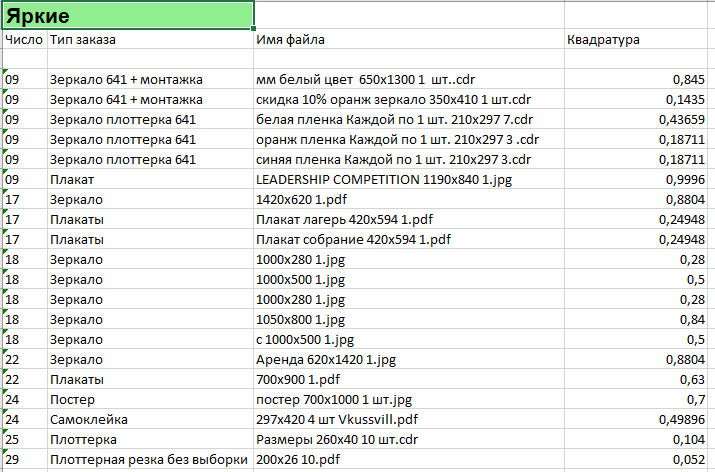 Яркие
Число Тип заказа Имя файла Квадратура
09 Зеркало 641 + монтажка мм белый цвет 650x1300 1 шт..cdr 0,845
09 Зеркало 641 + монтажка скидка 10% оранж зеркало 350x410 1 шт.cdr 0,1435
09 Зеркало плоттерка 641 белая пленка Каждой по 1 шт. 210x297 7.cdr 0,43659
09 Зеркало плоттерка 641 оранж пленка Каждой по 1 шт. 210x297 3 .cdr 0,18711
09 Зеркало плоттерка 641 синяя пленка Каждой по 1 шт. 210x297 3.cdr 0,18711
09 Плакат LEADERSHIP COMPETITION 1190x840 1.jpg 0,9996
17 Зеркало 1420x620 1.pdf 0,8804
17 Плакаты Плакат лагерь 420x594 1.pdf 0,24948
17 Плакаты Плакат собрание 420x594 1.pdf 0,24948
18 Зеркало 1000x280 1.jpg 0,28
18 Зеркало 1000x500 1.jpg 0,5
18 Зеркало 1000x280 1.jpg 0,28
18 Зеркало 1050x800 1.jpg 0,84
18 Зеркало с 1000x500 1.jpg 0,5
22 Зеркало Аренда 620x1420 1.jpg 0,8804
22 Плакаты 700x900 1.pdf 0,63
24 Постер постер 700x1000 1 шт.jpg 0,7
24 Самоклейка 297x420 4 шт Vkussvill.pdf 0,49896
25 Плоттерка Размеры 260x40 10 шт.cdr 0,104
29 Плоттерная резка без выборки 200x26 10.pdf 0,052